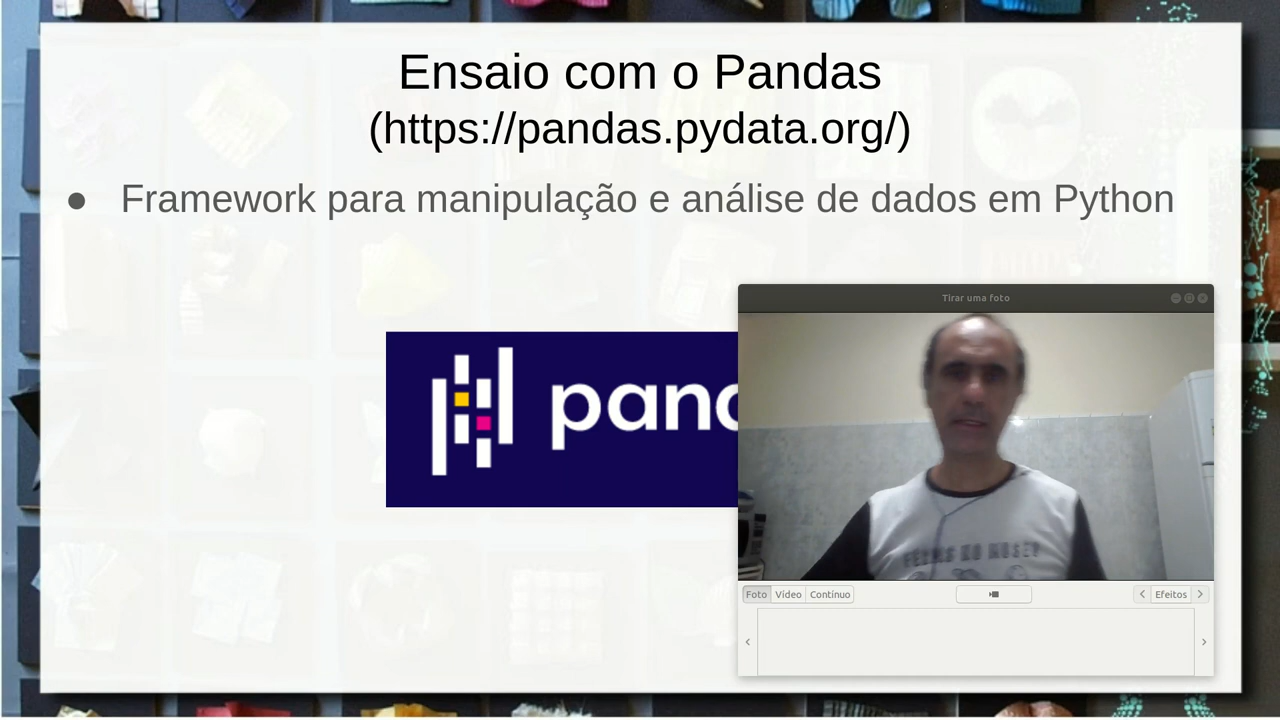 Ensaio com o Pandas
(https://pandas.pydata.org/)
● Framework para manipulação e análise de dados em Python
Tirar uma foto
Foto
Vídeo
Contínuo
Efeitos